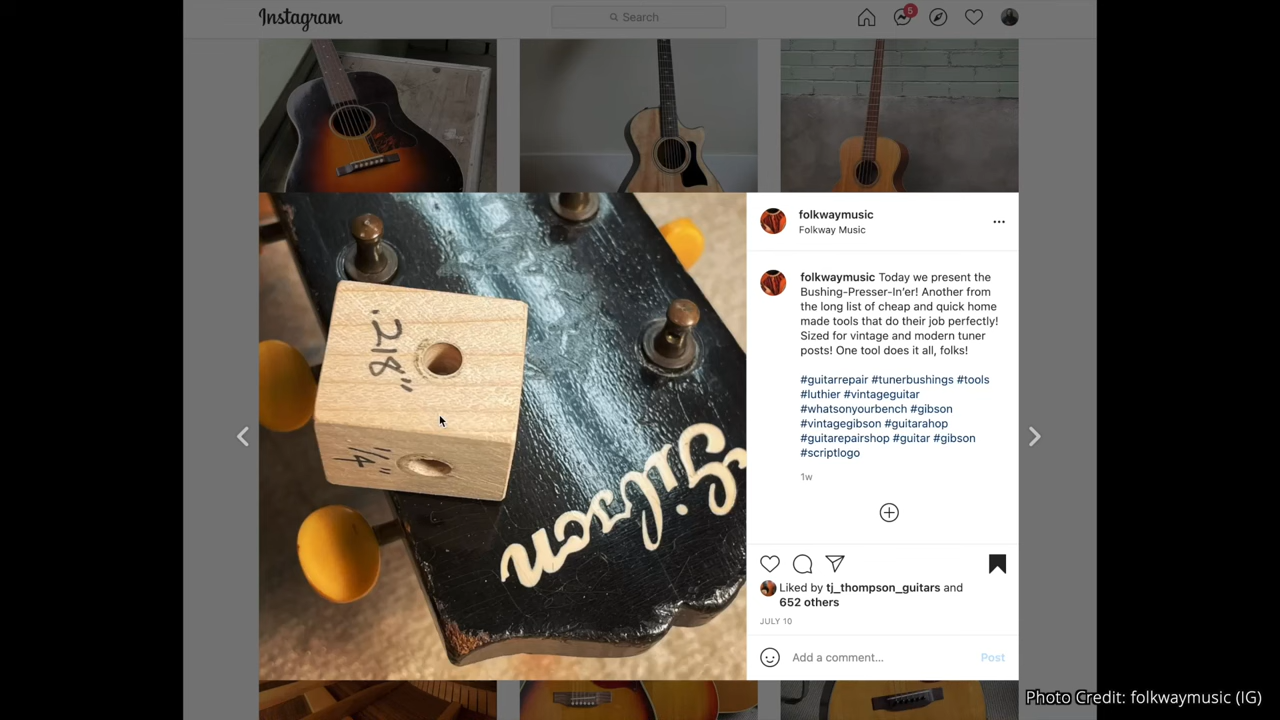 Instagram
Search
5
folkwaymusic
Folkway Music
.218"
1/4"
Gibson
folkwaymusic Today we present the
Bushing-Presser-In'er! Another from
the long list of cheap and quick home
made tools that do their job perfectly!
Sized for vintage and modern tuner
posts! One tool does it all, folks!
#guitarrepair #tunerbushings #tools
#luthier #vintageguitar
#whatsonyourbench #gibson
#vintagegibson #guitarahop
#guitarepairshop #guitar #gibson
#scriptlogo
1w
Liked by tj_thompson_guitars and
652 others
JULY 10
Add a comment...
Post
Photo Credit: folkwaymusic (IG)